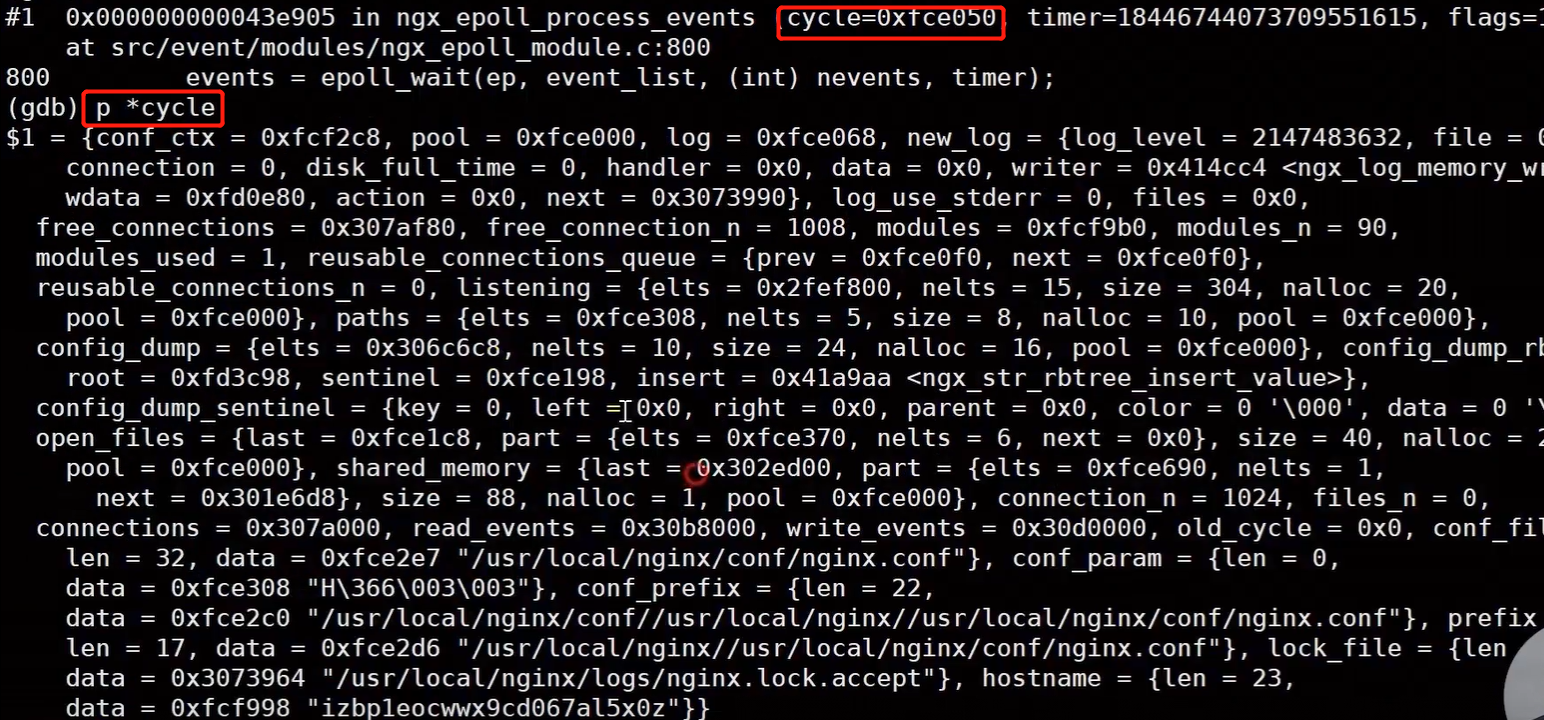 #1  0x000000000043e905 in ngx_epoll_process_events (cycle=0xfce050, timer=18446744073709551615, flags=1
    at src/event/modules/ngx_epoll_module.c:800
800         events = epoll_wait(ep, event_list, (int) nevents, timer);
(gdb) p *cycle
$1 = {conf_ctx = 0xfcf2c8, pool = 0xfce000, log = 0xfce068, new_log = {log_level = 2147483632, file = 0
    connection = 0, disk_full_time = 0, handler = 0x0, data = 0x0, writer = 0x414cc4 <ngx_log_memory_wr
    wdata = 0xfd0e80, action = 0x0, next = 0x3073990}, log_use_stderr = 0, files = 0x0,
  free_connections = 0x307af80, free_connection_n = 1008, modules = 0xfcf9b0, modules_n = 90,
  modules_used = 1, reusable_connections_queue = {prev = 0xfce0f0, next = 0xfce0f0},
  reusable_connections_n = 0, listening = {elts = 0x2fef800, nelts = 15, size = 304, nalloc = 20,
    pool = 0xfce000}, paths = {elts = 0xfce308, nelts = 5, size = 8, nalloc = 10, pool = 0xfce000},
  config_dump = {elts = 0x306c6c8, nelts = 10, size = 24, nalloc = 16, pool = 0xfce000}, config_dump_rb
    root = 0xfd3c98, sentinel = 0xfce198, insert = 0x41a9aa <ngx_str_rbtree_insert_value>},
  config_dump_sentinel = {key = 0, left = 0x0, right = 0x0, parent = 0x0, color = 0 '\000', data = 0 '\
  open_files = {last = 0xfce1c8, part = {elts = 0xfce370, nelts = 6, next = 0x0}, size = 40, nalloc = 2
    pool = 0xfce000}, shared_memory = {last = 0x302ed00, part = {elts = 0xfce690, nelts = 1,
      next = 0x301e6d8}, size = 88, nalloc = 1, pool = 0xfce000}, connection_n = 1024, files_n = 0,
  connections = 0x307a000, read_events = 0x30b8000, write_events = 0x30d0000, old_cycle = 0x0, conf_fil
    len = 32, data = 0xfce2e7 "/usr/local/nginx/conf/nginx.conf"}, conf_param = {len = 0,
    data = 0xfce308 "H\366\003\003"}, conf_prefix = {len = 22,
    data = 0xfce2c0 "/usr/local/nginx/conf//usr/local/nginx//usr/local/nginx/conf/nginx.conf"}, prefix
    len = 17, data = 0xfce2d6 "/usr/local/nginx//usr/local/nginx/conf/nginx.conf"}, lock_file = {len
    data = 0x3073964 "/usr/local/nginx/logs/nginx.lock.accept"}, hostname = {len = 23,
    data = 0xfcf998 "izbp1eocwwx9cd067al5x0z"}}